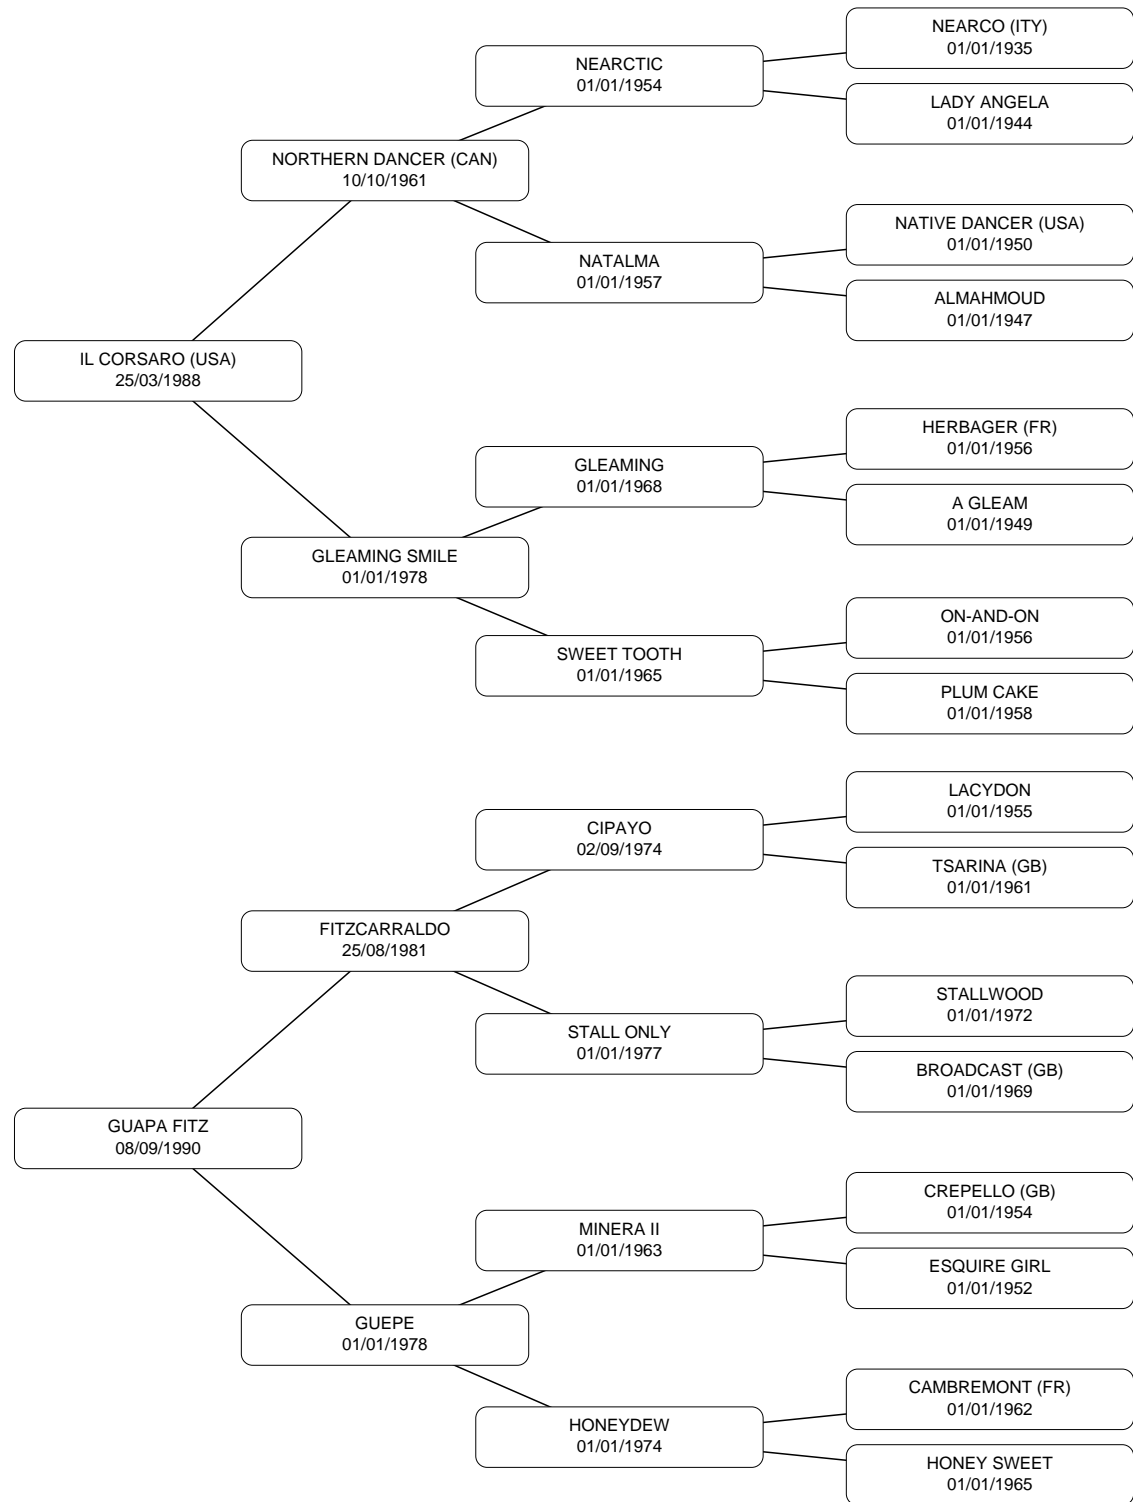 NEARCO (ITY)
01/01/1935
NEARCTIC
01/01/1954
LADY ANGELA
01/01/1944
NORTHERN DANCER (CAN)
10/10/1961
NATIVE DANCER (USA)
01/01/1950
NATALMA
01/01/1957
ALMAHMOUD
01/01/1947
IL CORSARO (USA)
25/03/1988
HERBAGER (FR)
01/01/1956
GLEAMING
01/01/1968
A GLEAM
01/01/1949
GLEAMING SMILE
01/01/1978
ON-AND-ON
01/01/1956
SWEET TOOTH
01/01/1965
PLUM CAKE
01/01/1958
LACYDON
01/01/1955
CIPAYO
02/09/1974
TSARINA (GB)
01/01/1961
FITZCARRALDO
25/08/1981
STALLWOOD
01/01/1972
STALL ONLY
01/01/1977
BROADCAST (GB)
01/01/1969
GUAPA FITZ
08/09/1990
CREPELLO (GB)
01/01/1954
MINERA II
01/01/1963
ESQUIRE GIRL
01/01/1952
GUEPE
01/01/1978
CAMBREMONT (FR)
01/01/1962
HONEYDEW
01/01/1974
HONEY SWEET
01/01/1965